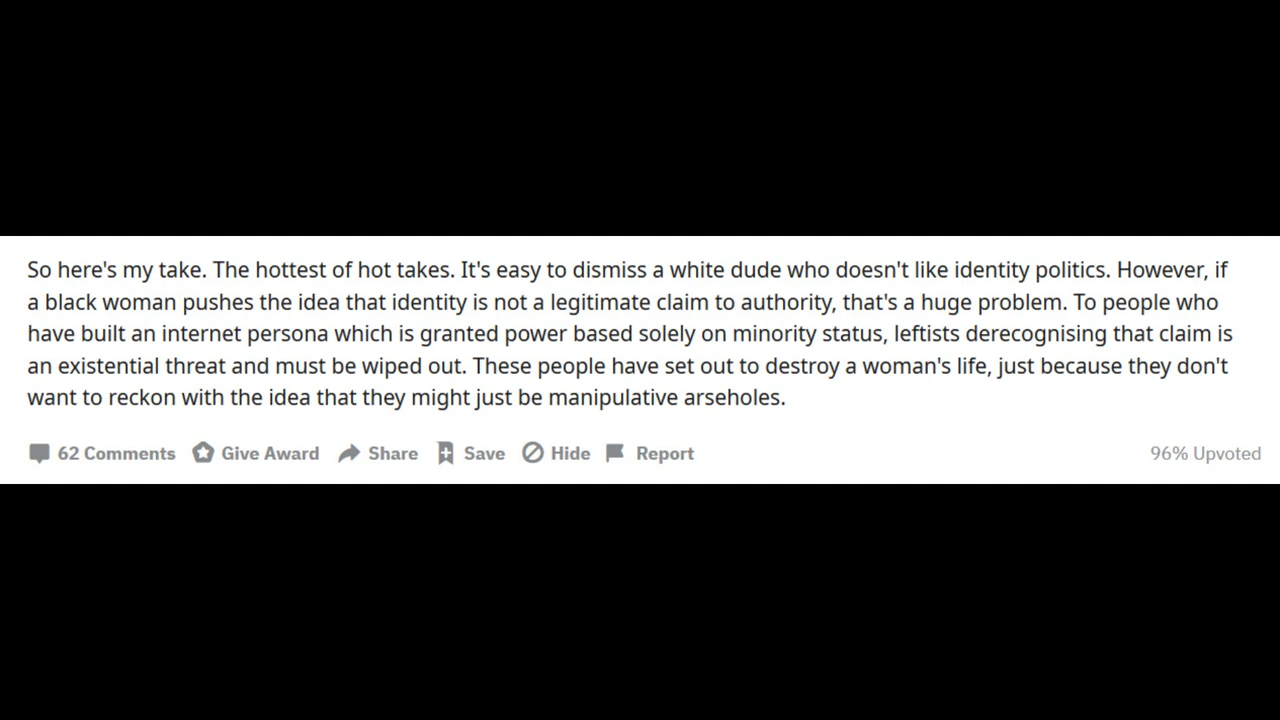 So here's my take. The hottest of hot takes. It's easy to dismiss a white dude who doesn't like identity politics. However, if
a black woman pushes the idea that identity is not a legitimate claim to authority, that's a huge problem. To people who
have built an internet persona which is granted power based solely on minority status, leftists derecognising that claim is
an existential threat and must be wiped out. These people have set out to destroy a woman's life, just because they don't
want to reckon with the idea that they might just be manipulative arseholes.
62 Comments Give Award Share Save Hide Report 96% Upvoted